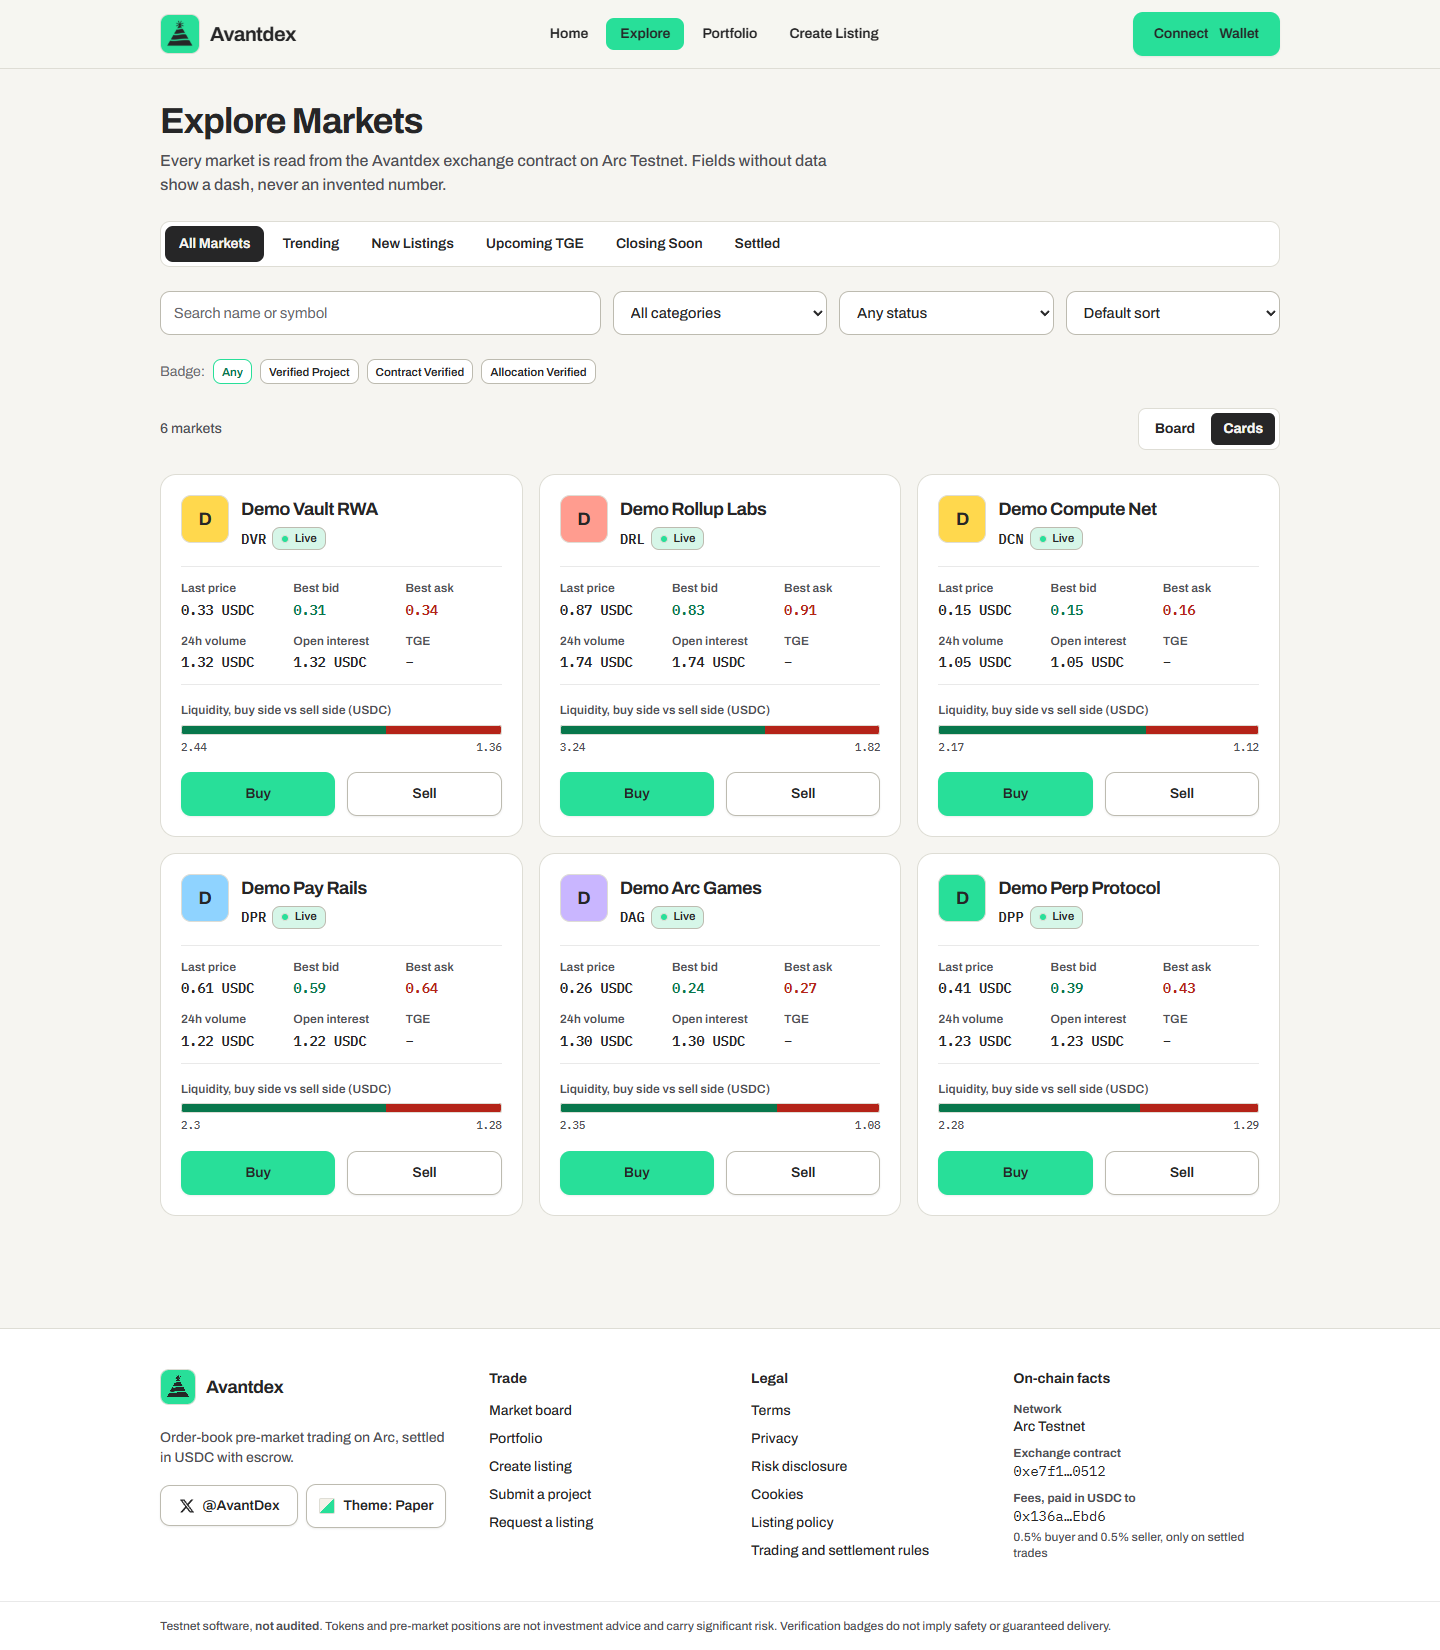 Avantdex
Home Explore Portfolio Create Listing
Connect Wallet
Explore Markets
Every market is read from the Avantdex exchange contract on Arc Testnet. Fields without data
show a dash, never an invented number.
All Markets Trending New Listings Upcoming TGE Closing Soon Settled
Search name or symbol
All categories
Any status
Default sort
Badge: Any Verified Project Contract Verified Allocation Verified
6 markets
Board Cards
D
Demo Vault RWA
DVR Live
Last price Best bid Best ask
0.33 USDC 0.31 0.34
24h volume Open interest TGE
1.32 USDC 1.32 USDC –
Liquidity, buy side vs sell side (USDC)
2.44 1.36
Buy Sell
D
Demo Rollup Labs
DRL Live
Last price Best bid Best ask
0.87 USDC 0.83 0.91
24h volume Open interest TGE
1.74 USDC 1.74 USDC –
Liquidity, buy side vs sell side (USDC)
3.24 1.82
Buy Sell
D
Demo Compute Net
DCN Live
Last price Best bid Best ask
0.15 USDC 0.15 0.16
24h volume Open interest TGE
1.05 USDC 1.05 USDC –
Liquidity, buy side vs sell side (USDC)
2.17 1.12
Buy Sell
D
Demo Pay Rails
DPR Live
Last price Best bid Best ask
0.61 USDC 0.59 0.64
24h volume Open interest TGE
1.22 USDC 1.22 USDC –
Liquidity, buy side vs sell side (USDC)
2.3 1.28
Buy Sell
D
Demo Arc Games
DAG Live
Last price Best bid Best ask
0.26 USDC 0.24 0.27
24h volume Open interest TGE
1.30 USDC 1.30 USDC –
Liquidity, buy side vs sell side (USDC)
2.35 1.08
Buy Sell
D
Demo Perp Protocol
DPP Live
Last price Best bid Best ask
0.41 USDC 0.39 0.43
24h volume Open interest TGE
1.23 USDC 1.23 USDC –
Liquidity, buy side vs sell side (USDC)
2.28 1.29
Buy Sell
Avantdex
Order-book pre-market trading on Arc, settled
in USDC with escrow.
@AvantDex
Theme: Paper
Trade
Market board
Portfolio
Create listing
Submit a project
Request a listing
Legal
Terms
Privacy
Risk disclosure
Cookies
Listing policy
Trading and settlement rules
On-chain facts
Network
Arc Testnet
Exchange contract
0xe7f1…0512
Fees, paid in USDC to
0x136a…Ebd6
0.5% buyer and 0.5% seller, only on settled
trades
Testnet software, not audited. Tokens and pre-market positions are not investment advice and carry significant risk. Verification badges do not imply safety or guaranteed delivery.